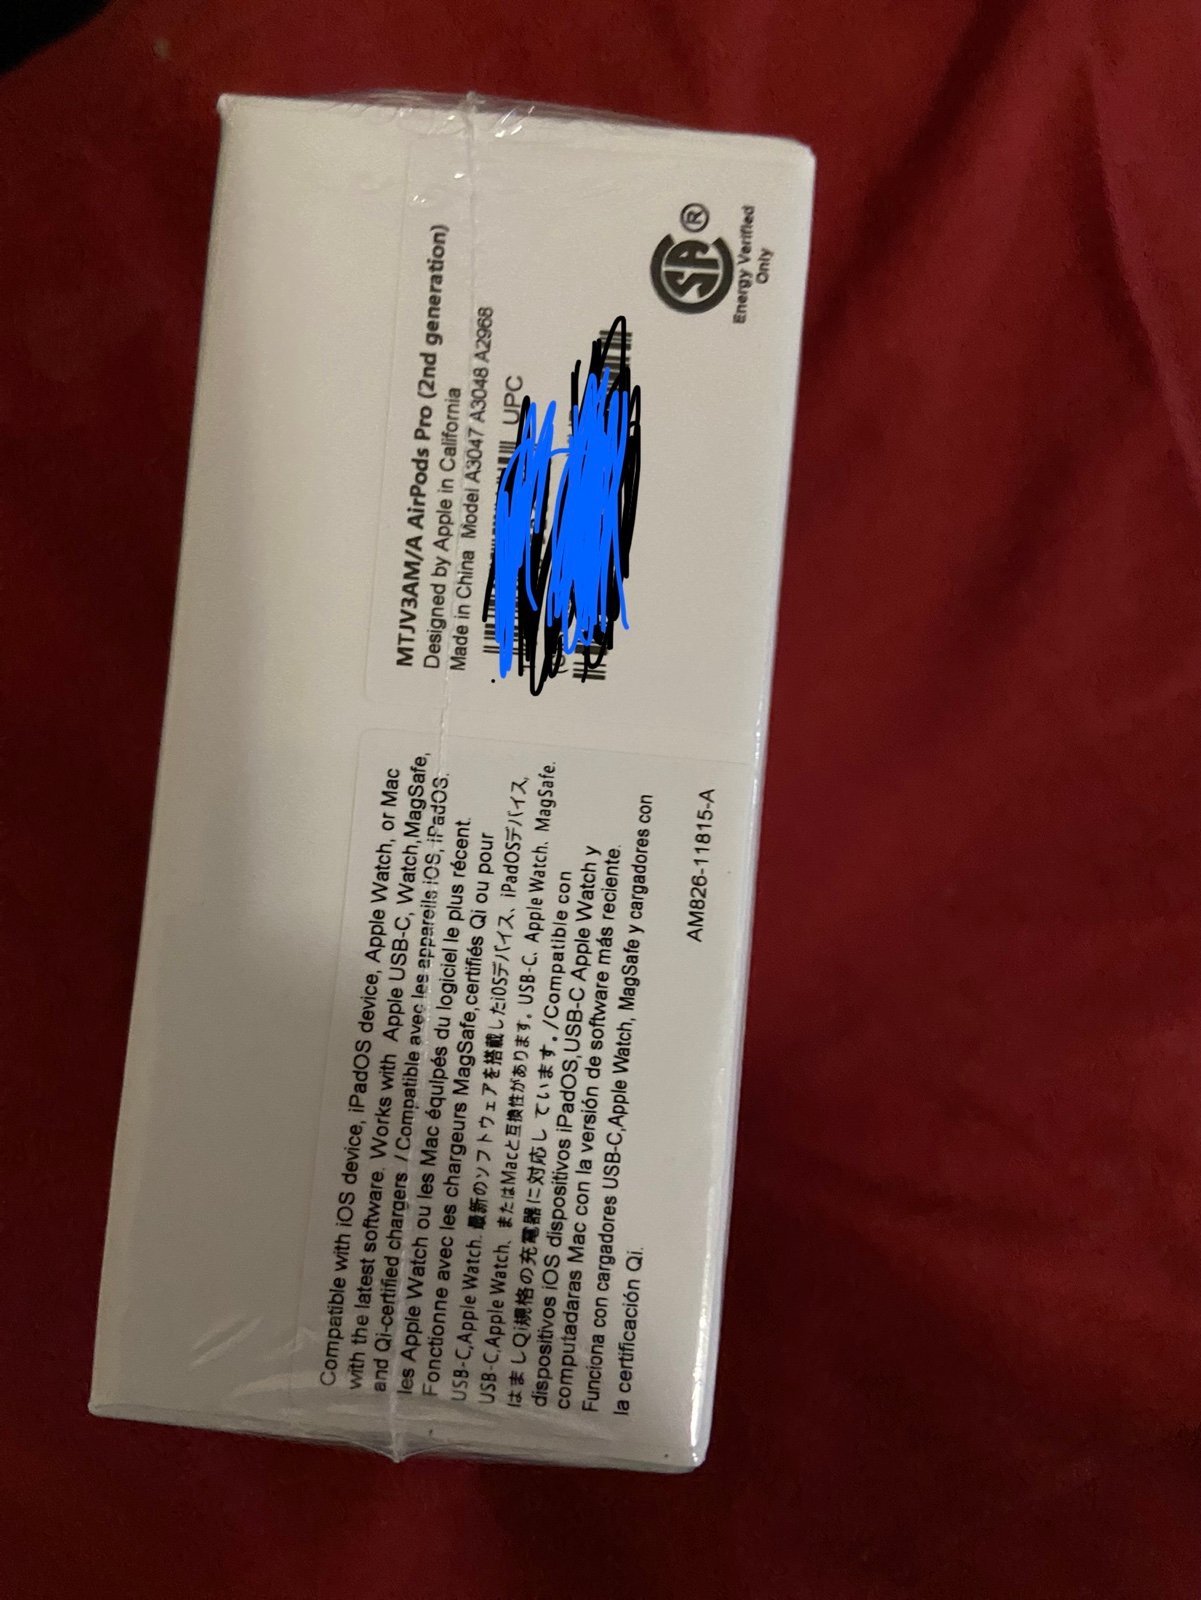 MTJV3AM/A AirPods Pro (2nd generation)
Designed by Apple in California
Made in China Model A3047 A3048 A2968
UPC
SA ®
Energy Verified
Only
Compatible with iOS device, iPadOS device, Apple Watch, or Mac
with the latest software. Works with Apple USB-C, Watch,MagSafe,
and Qi-certified chargers /Compatible avec les appareils iOS, iPadOS.
les Apple Watch ou les Mac équipés du logiciel le plus récent.
Fonctionne avec les chargeurs MagSafe,certifiés Qi ou pour
USB-C,Apple Watch. 最新のソフトウェアを搭載したiOSデバイス、iPadOSデバイス,
USB-C,Apple Watch、またはMacと互換性があります。USB-C、Apple Watch、MagSafe.
はましQi規格の充電器に対応しています。/Compatible con
dispositivos iOS dispositivos iPadOS,USB-C Apple Watch y
computadaras Mac con la versión de software más reciente.
Funciona con cargadores USB-C,Apple Watch, MagSafe y cargadores con
la certificación Qi.
AM826-11815-A